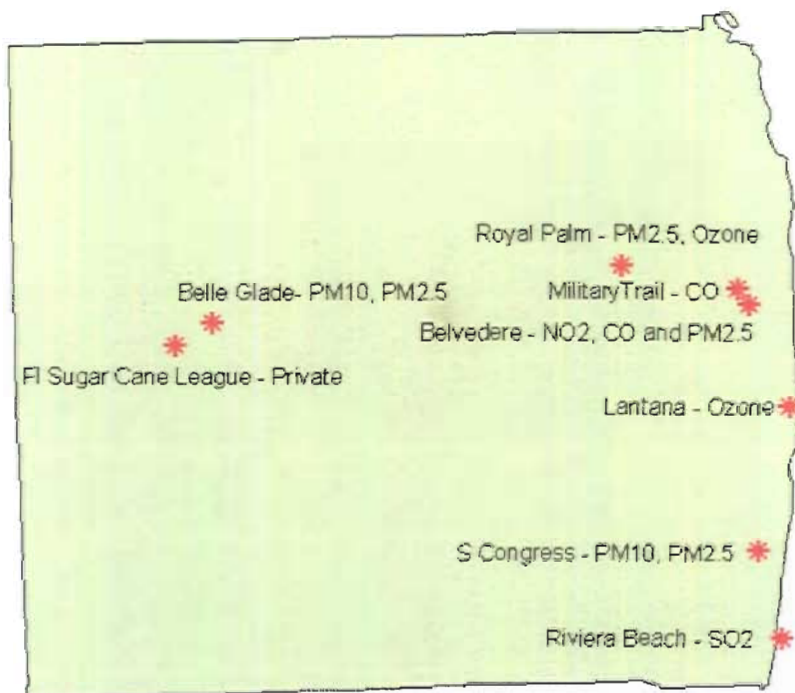 Royal Palm - PM2.5, Ozone
Belle Glade- PM10, PM2.5
MilitaryTrail - CO
Belvedere - NO2, CO and PM2.5
Fl Sugar Cane League - Private
Lantana - Ozone
S Congress - PM10, PM2.5
Riviera Beach - SO2